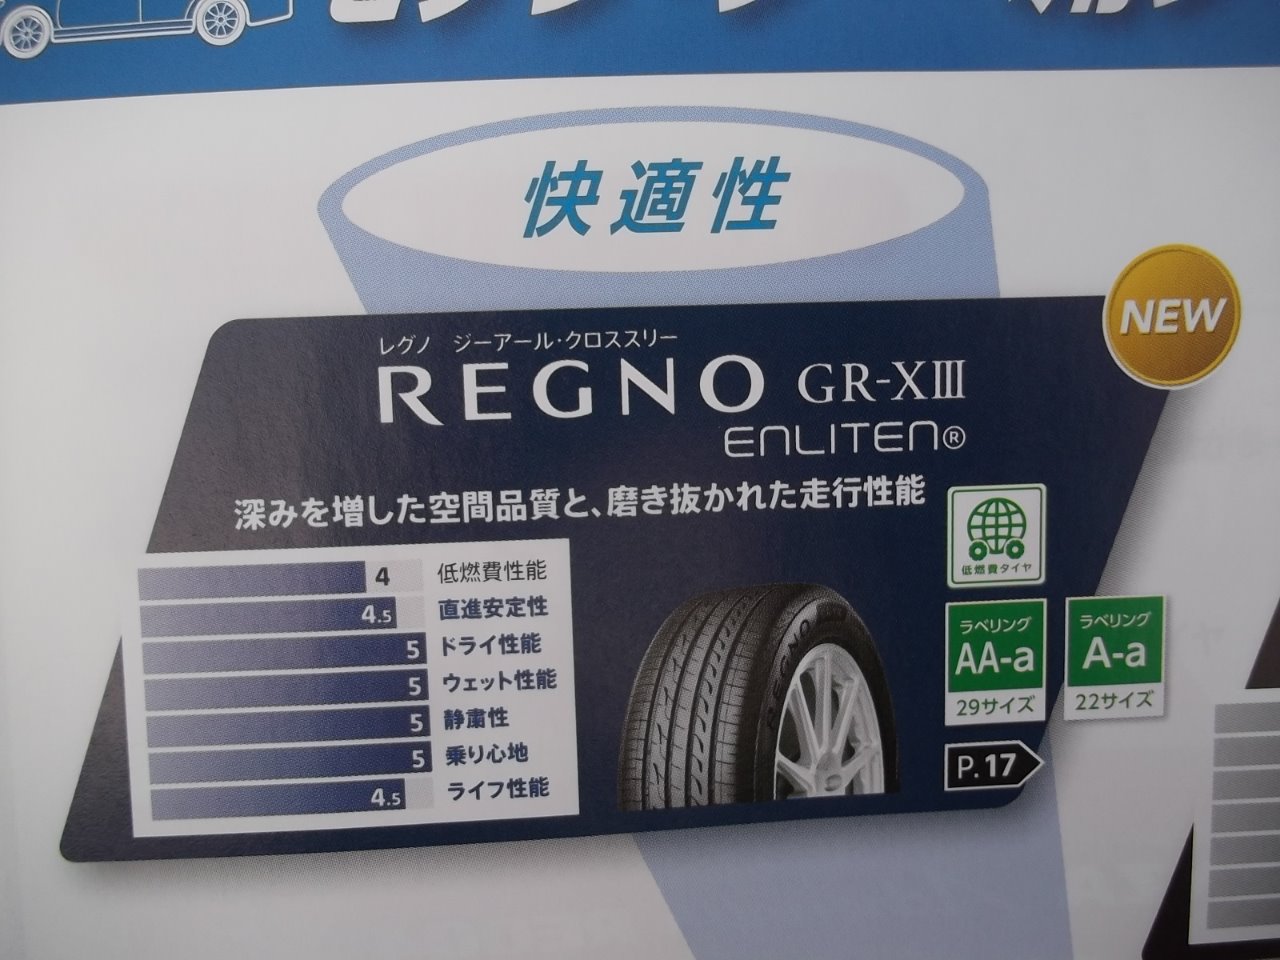 快適性
NEW
レグノ ジーアール・クロススリー
REGNO GR-XⅢ
ENLITEN®
深みを増した空間品質と、磨き抜かれた走行性能
4 低燃費性能
4.5 直進安定性
5 ドライ性能
5 ウェット性能
5 静粛性
5 乗り心地
4.5 ライフ性能
REGNO
低燃費タイヤ
ラベリング
AA-a
29サイズ
ラベリング
A-a
22サイズ
P.17